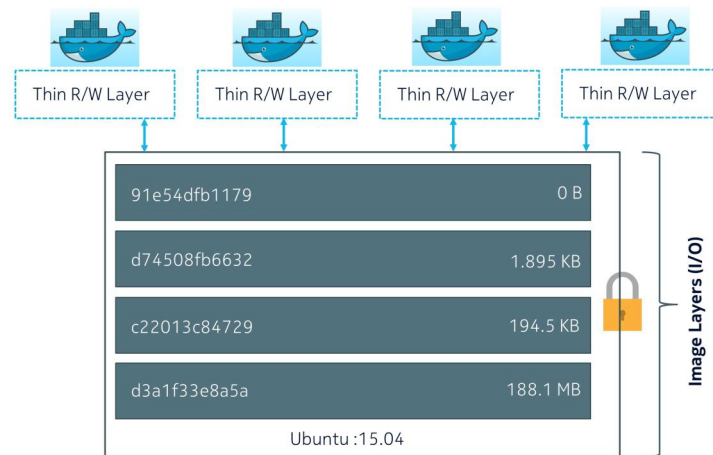 Thin R/W Layer
Thin R/W Layer
Thin R/W Layer
Thin R/W Layer
91e54dfb1179 0 B
d74508fb6632 1.895 KB
c22013c84729 194.5 KB
d3a1f33e8a5a 188.1 MB
Ubuntu :15.04
Image Layers (I/O)